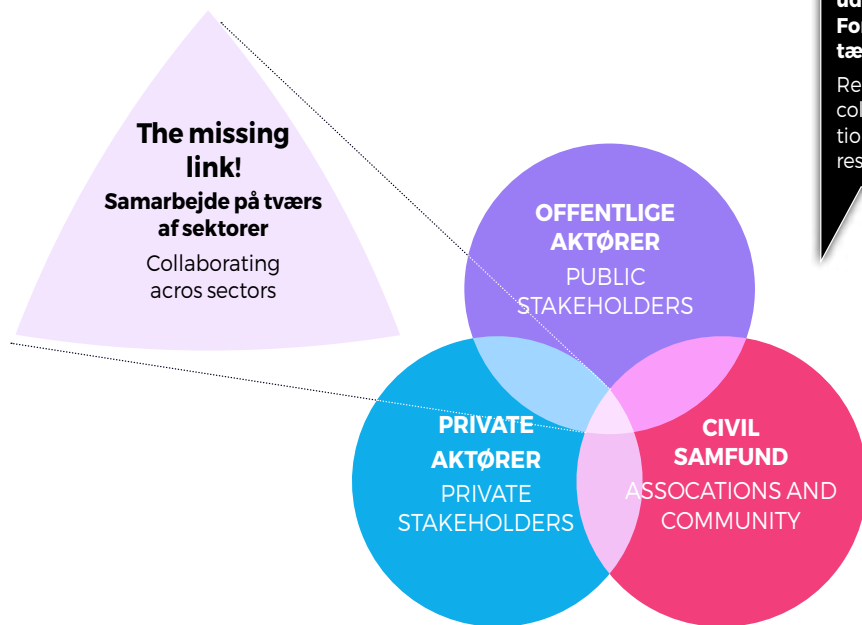 The missing
link!
Samarbejde på tværs
af sektorer
Collaborating
acros sectors
OFFENTLIGE
AKTØRER
PUBLIC
STAKEHOLDERS
PRIVATE
AKTØRER
PRIVATE
STAKEHOLDERS
CIVIL
SAMFUND
ASSOCATIONS AND
COMMUNITY